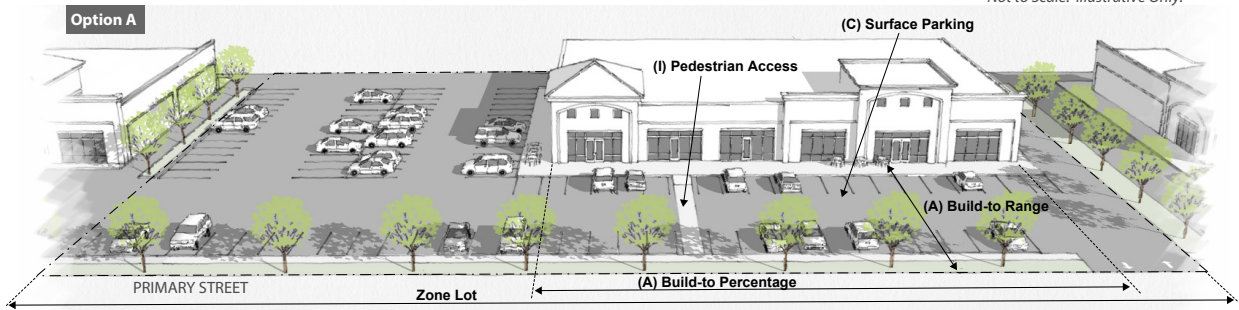 Not to Scale. Illustrative Only.
Option A
(C) Surface Parking
(I) Pedestrian Access
(A) Build-to Range
PRIMARY STREET
(A) Build-to Percentage
Zone Lot